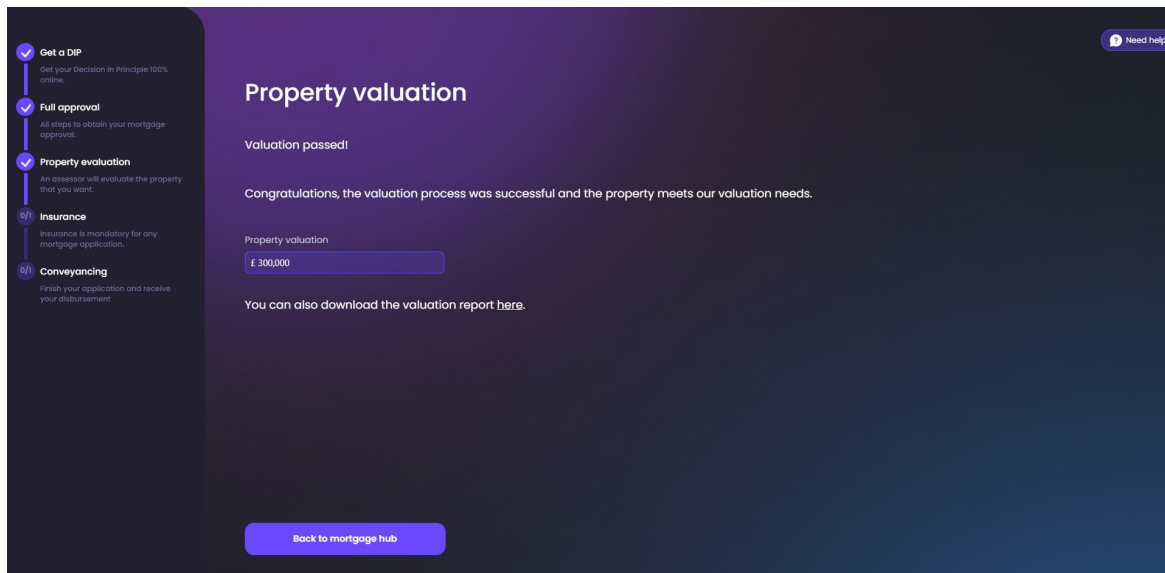 Get a DIP
Get your Decision in Principle 100%
online.
Full approval
All steps to obtain your mortgage
approval.
Property evaluation
An assessor will evaluate the property
that you want.
0/1 Insurance
Insurance is mandatory for any
mortgage application.
0/1 Conveyancing
Finish your application and receive
your disbursement
? Need help
Property valuation
Valuation passed!
Congratulations, the valuation process was successful and the property meets our valuation needs.
Property valuation
£ 300,000
You can also download the valuation report here.
Back to mortgage hub